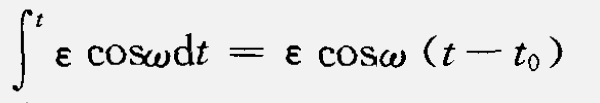 ∫^t ε cosωdt = ε cosω (t − t₀)